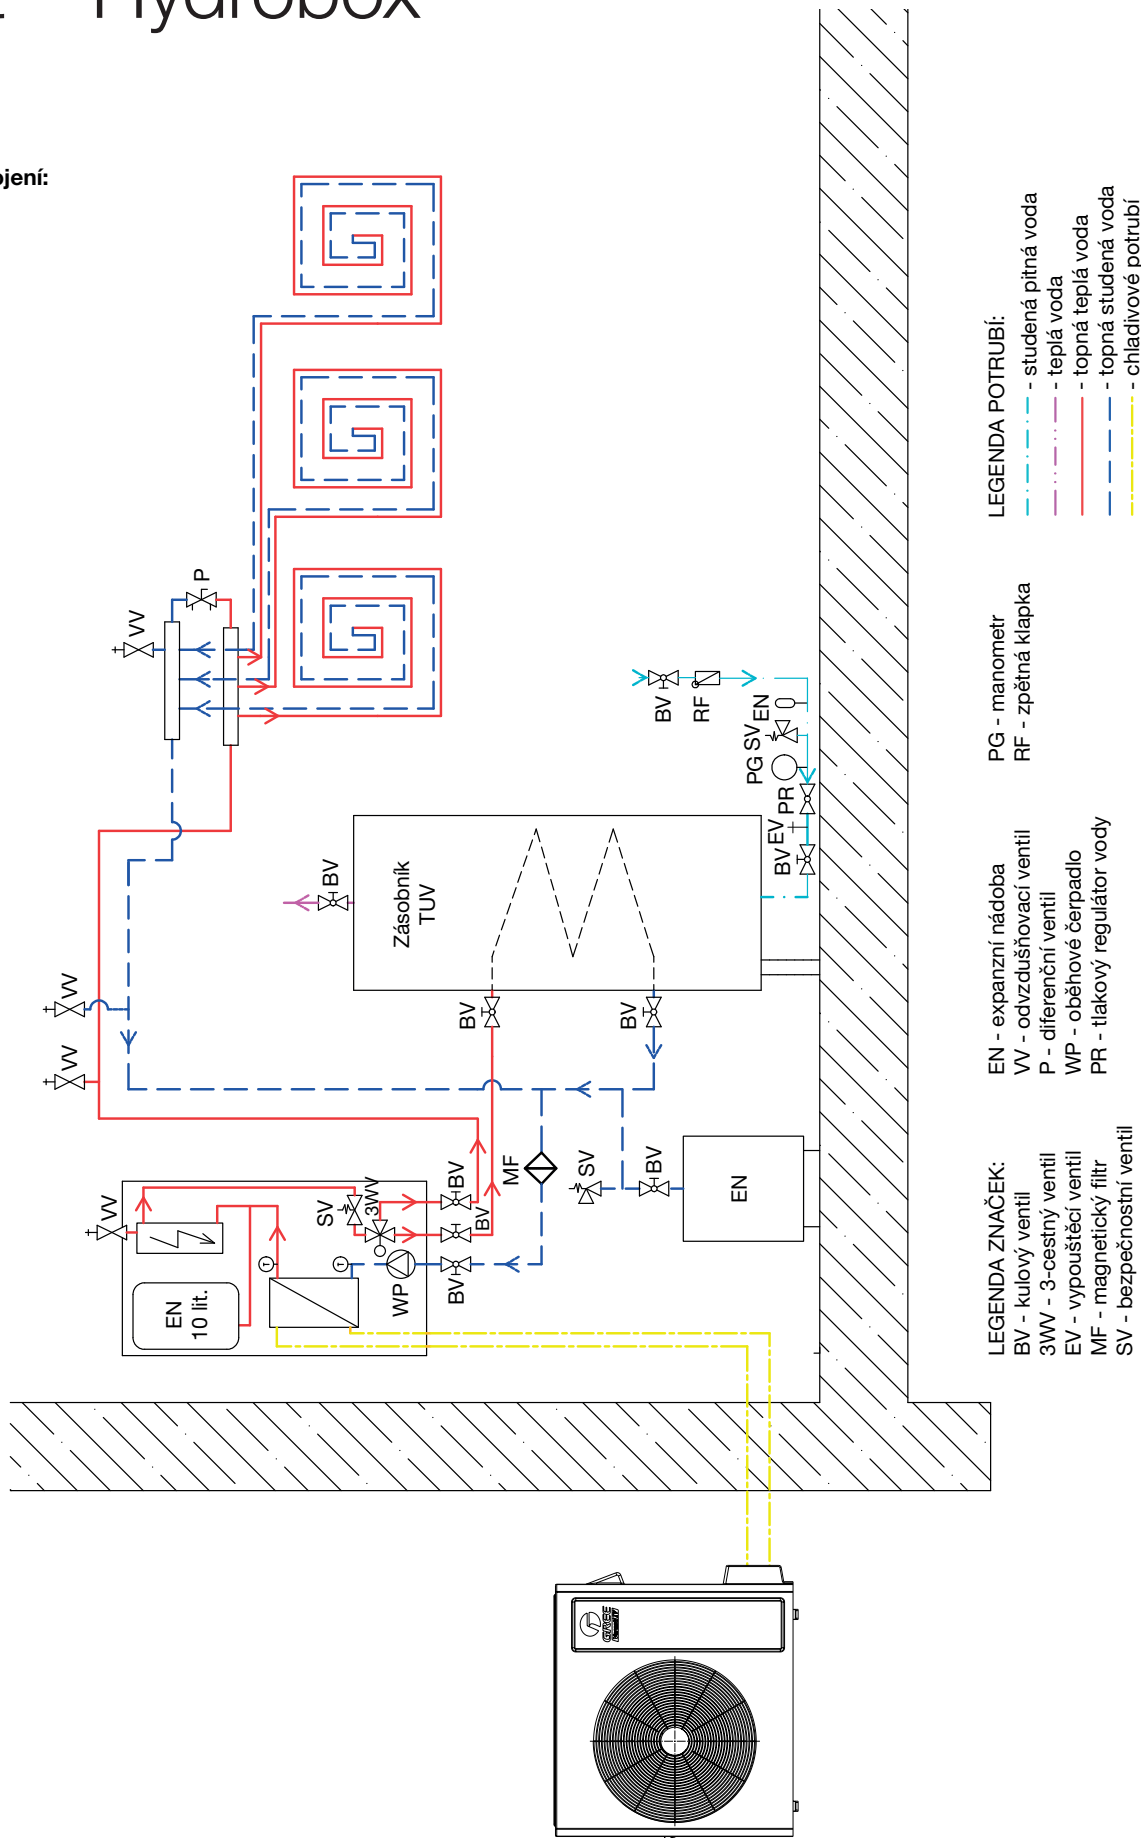 Hydrobox
ojení:
VV
VV
VV
VV
P
EN
10 lit.
SV
3WV
BV
BV
BV
WP
MF
SV
BV
EN
BV
BV
BV
Zásobník
TUV
BV
RF
EN
SV
PG
PR
EV
BV
T
T
GREE
LEGENDA ZNAČEK:
BV - kulový ventil
3WV - 3-cestný ventil
EV - vypouštěcí ventil
MF - magnetický filtr
SV - bezpečnostní ventil
EN - expanzní nádoba
VV - odvzdušňovací ventil
P - diferenční ventil
WP - oběhové čerpadlo
PR - tlakový regulátor vody
PG - manometr
RF - zpětná klapka
LEGENDA POTRUBÍ:
- studená pitná voda
- teplá voda
- topná teplá voda
- topná studená voda
- chladivové potrubí